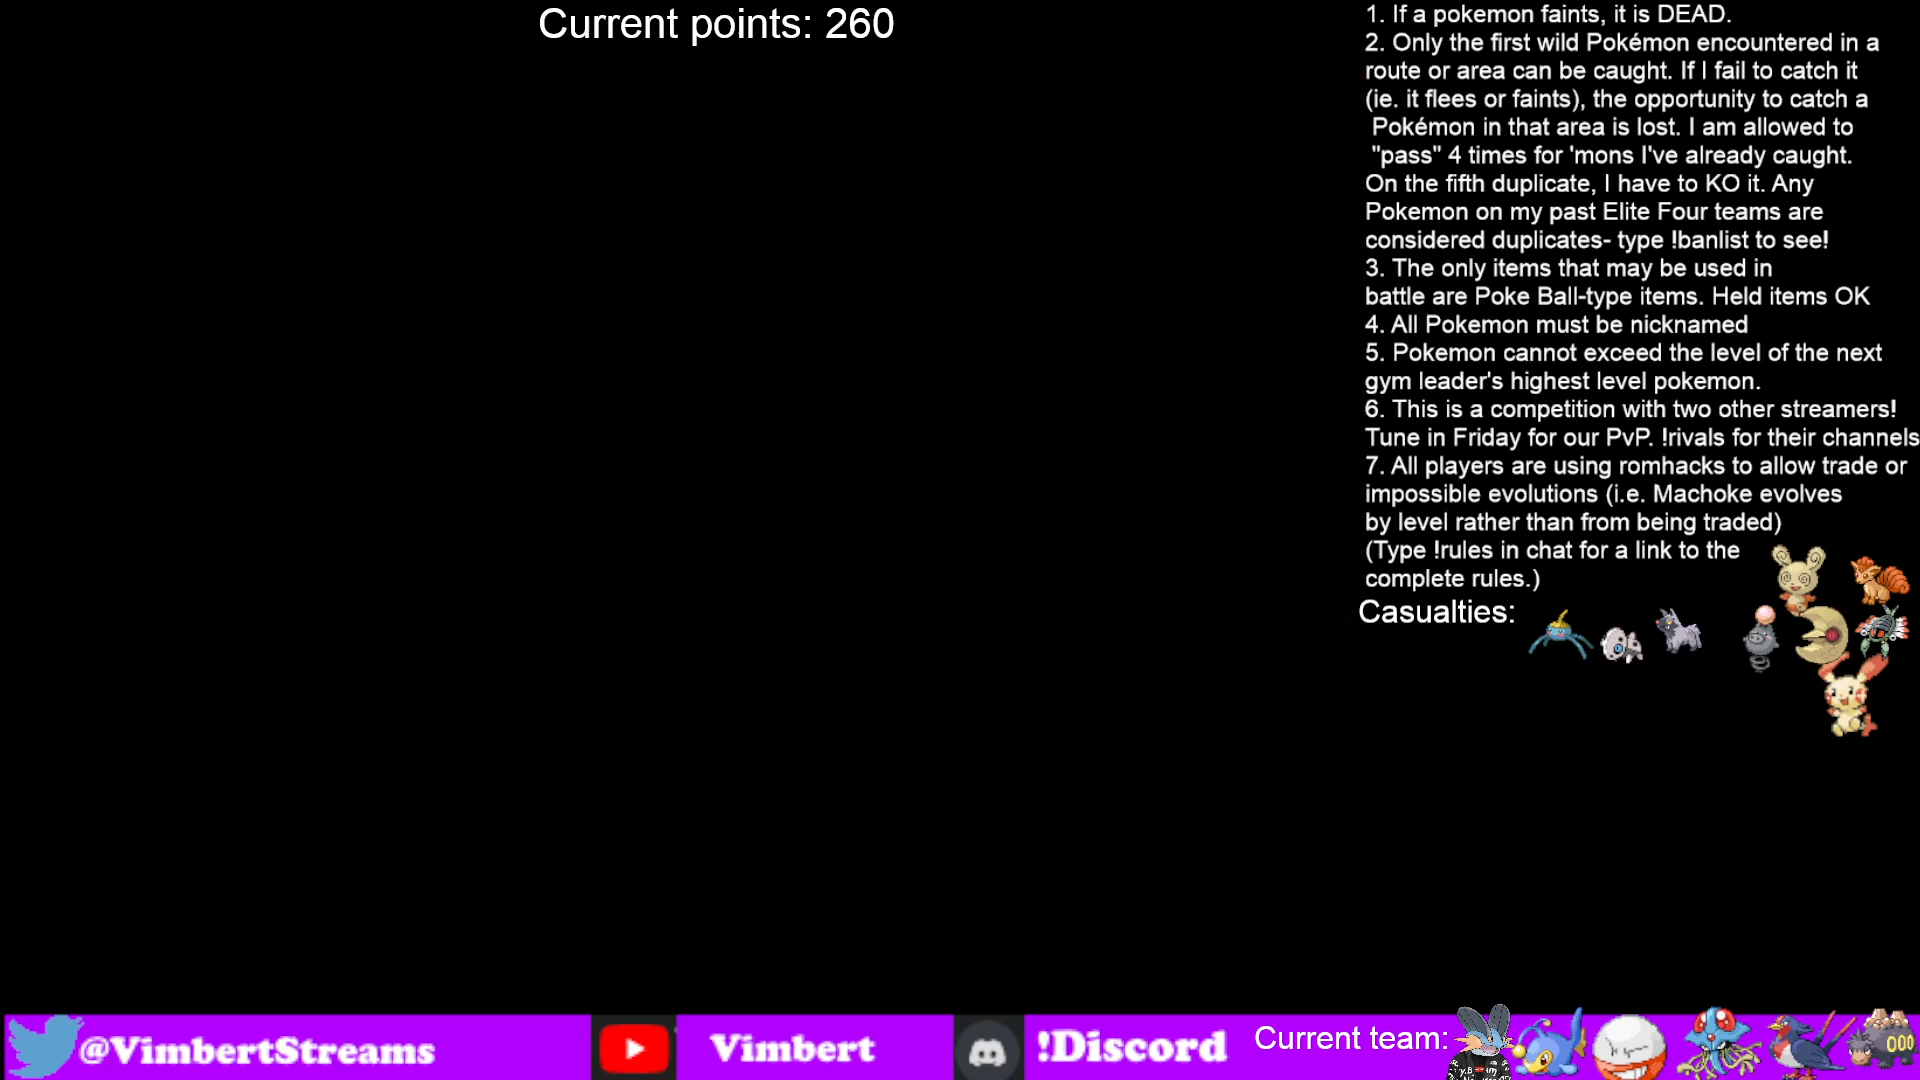 Current points: 260
1. If a pokemon faints, it is DEAD.
2. Only the first wild Pokémon encountered in a
route or area can be caught. If I fail to catch it
(ie. it flees or faints), the opportunity to catch a
Pokémon in that area is lost. I am allowed to
"pass" 4 times for 'mons I've already caught.
On the fifth duplicate, I have to KO it. Any
Pokemon on my past Elite Four teams are
considered duplicates- type !banlist to see!
3. The only items that may be used in
battle are Poke Ball-type items. Held items OK
4. All Pokemon must be nicknamed
5. Pokemon cannot exceed the level of the next
gym leader's highest level pokemon.
6. This is a competition with two other streamers!
Tune in Friday for our PvP. !rivals for their channels
7. All players are using romhacks to allow trade or
impossible evolutions (i.e. Machoke evolves
by level rather than from being traded)
(Type !rules in chat for a link to the
complete rules.)
Casualties:
@VimbertStreams
Vimbert
!Discord
Current team: